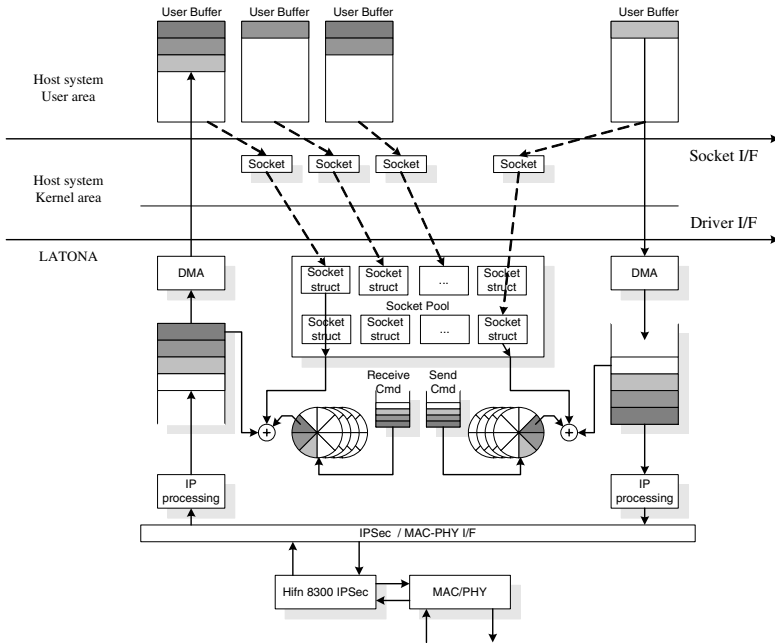 User Buffer
User Buffer
User Buffer
User Buffer
Host system
User area
Socket I/F
Socket
Socket
Socket
Socket
Host system
Kernel area
Driver I/F
LATONA
DMA
DMA
Socket
struct
Socket
struct
...
Socket
struct
Socket Pool
Socket
struct
Socket
struct
...
Socket
struct
Receive
Cmd
Send
Cmd
+
+
IP
processing
IP
processing
IPSec / MAC-PHY I/F
Hifn 8300 IPSec
MAC/PHY